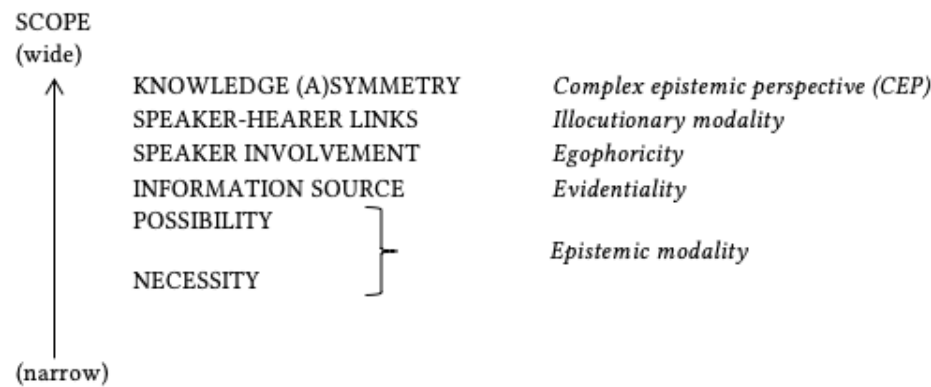 SCOPE
(wide)
KNOWLEDGE (A)SYMMETRY Complex epistemic perspective (CEP)
SPEAKER-HEARER LINKS Illocutionary modality
SPEAKER INVOLVEMENT Egophoricity
INFORMATION SOURCE Evidentiality
POSSIBILITY
Epistemic modality
NECESSITY
(narrow)